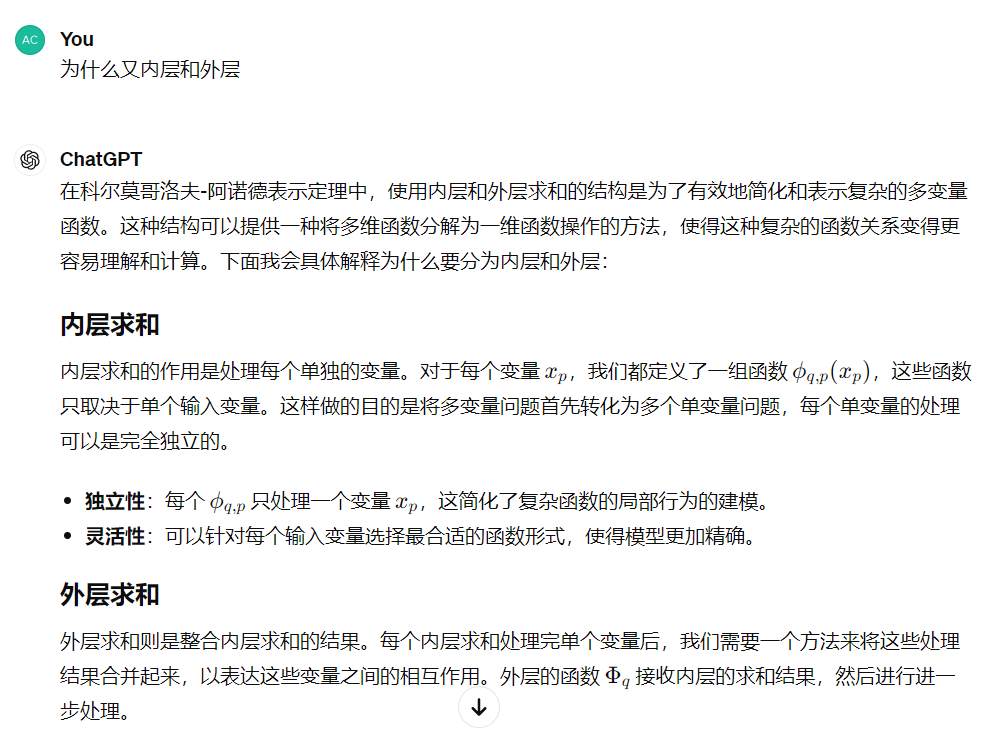 AC
You
为什么又内层和外层
ChatGPT
在科尔莫哥洛夫-阿诺德表示定理中，使用内层和外层求和的结构是为了有效地简化和表示复杂的多变量
函数。这种结构可以提供一种将多维函数分解为一维函数操作的方法，使得这种复杂的函数关系变得更
容易理解和计算。下面我会具体解释为什么要分为内层和外层：
内层求和
内层求和的作用是处理每个单独的变量。对于每个变量 xₚ，我们都定义了一组函数 ϕq,p(xp)，这些函数
只取决于单个输入变量。这样做的目的是将多变量问题首先转化为多个单变量问题，每个单变量的处理
可以是完全独立的。
• 独立性：每个 ϕq,p 只处理一个变量 xp，这简化了复杂函数的局部行为的建模。
• 灵活性：可以针对每个输入变量选择最合适的函数形式，使得模型更加精确。
外层求和
外层求和则是整合内层求和的结果。每个内层求和处理完单个变量后，我们需要一个方法来将这些处理
结果合并起来，以表达这些变量之间的相互作用。外层的函数 Φq 接收内层的求和结果，然后进行进一
步处理。